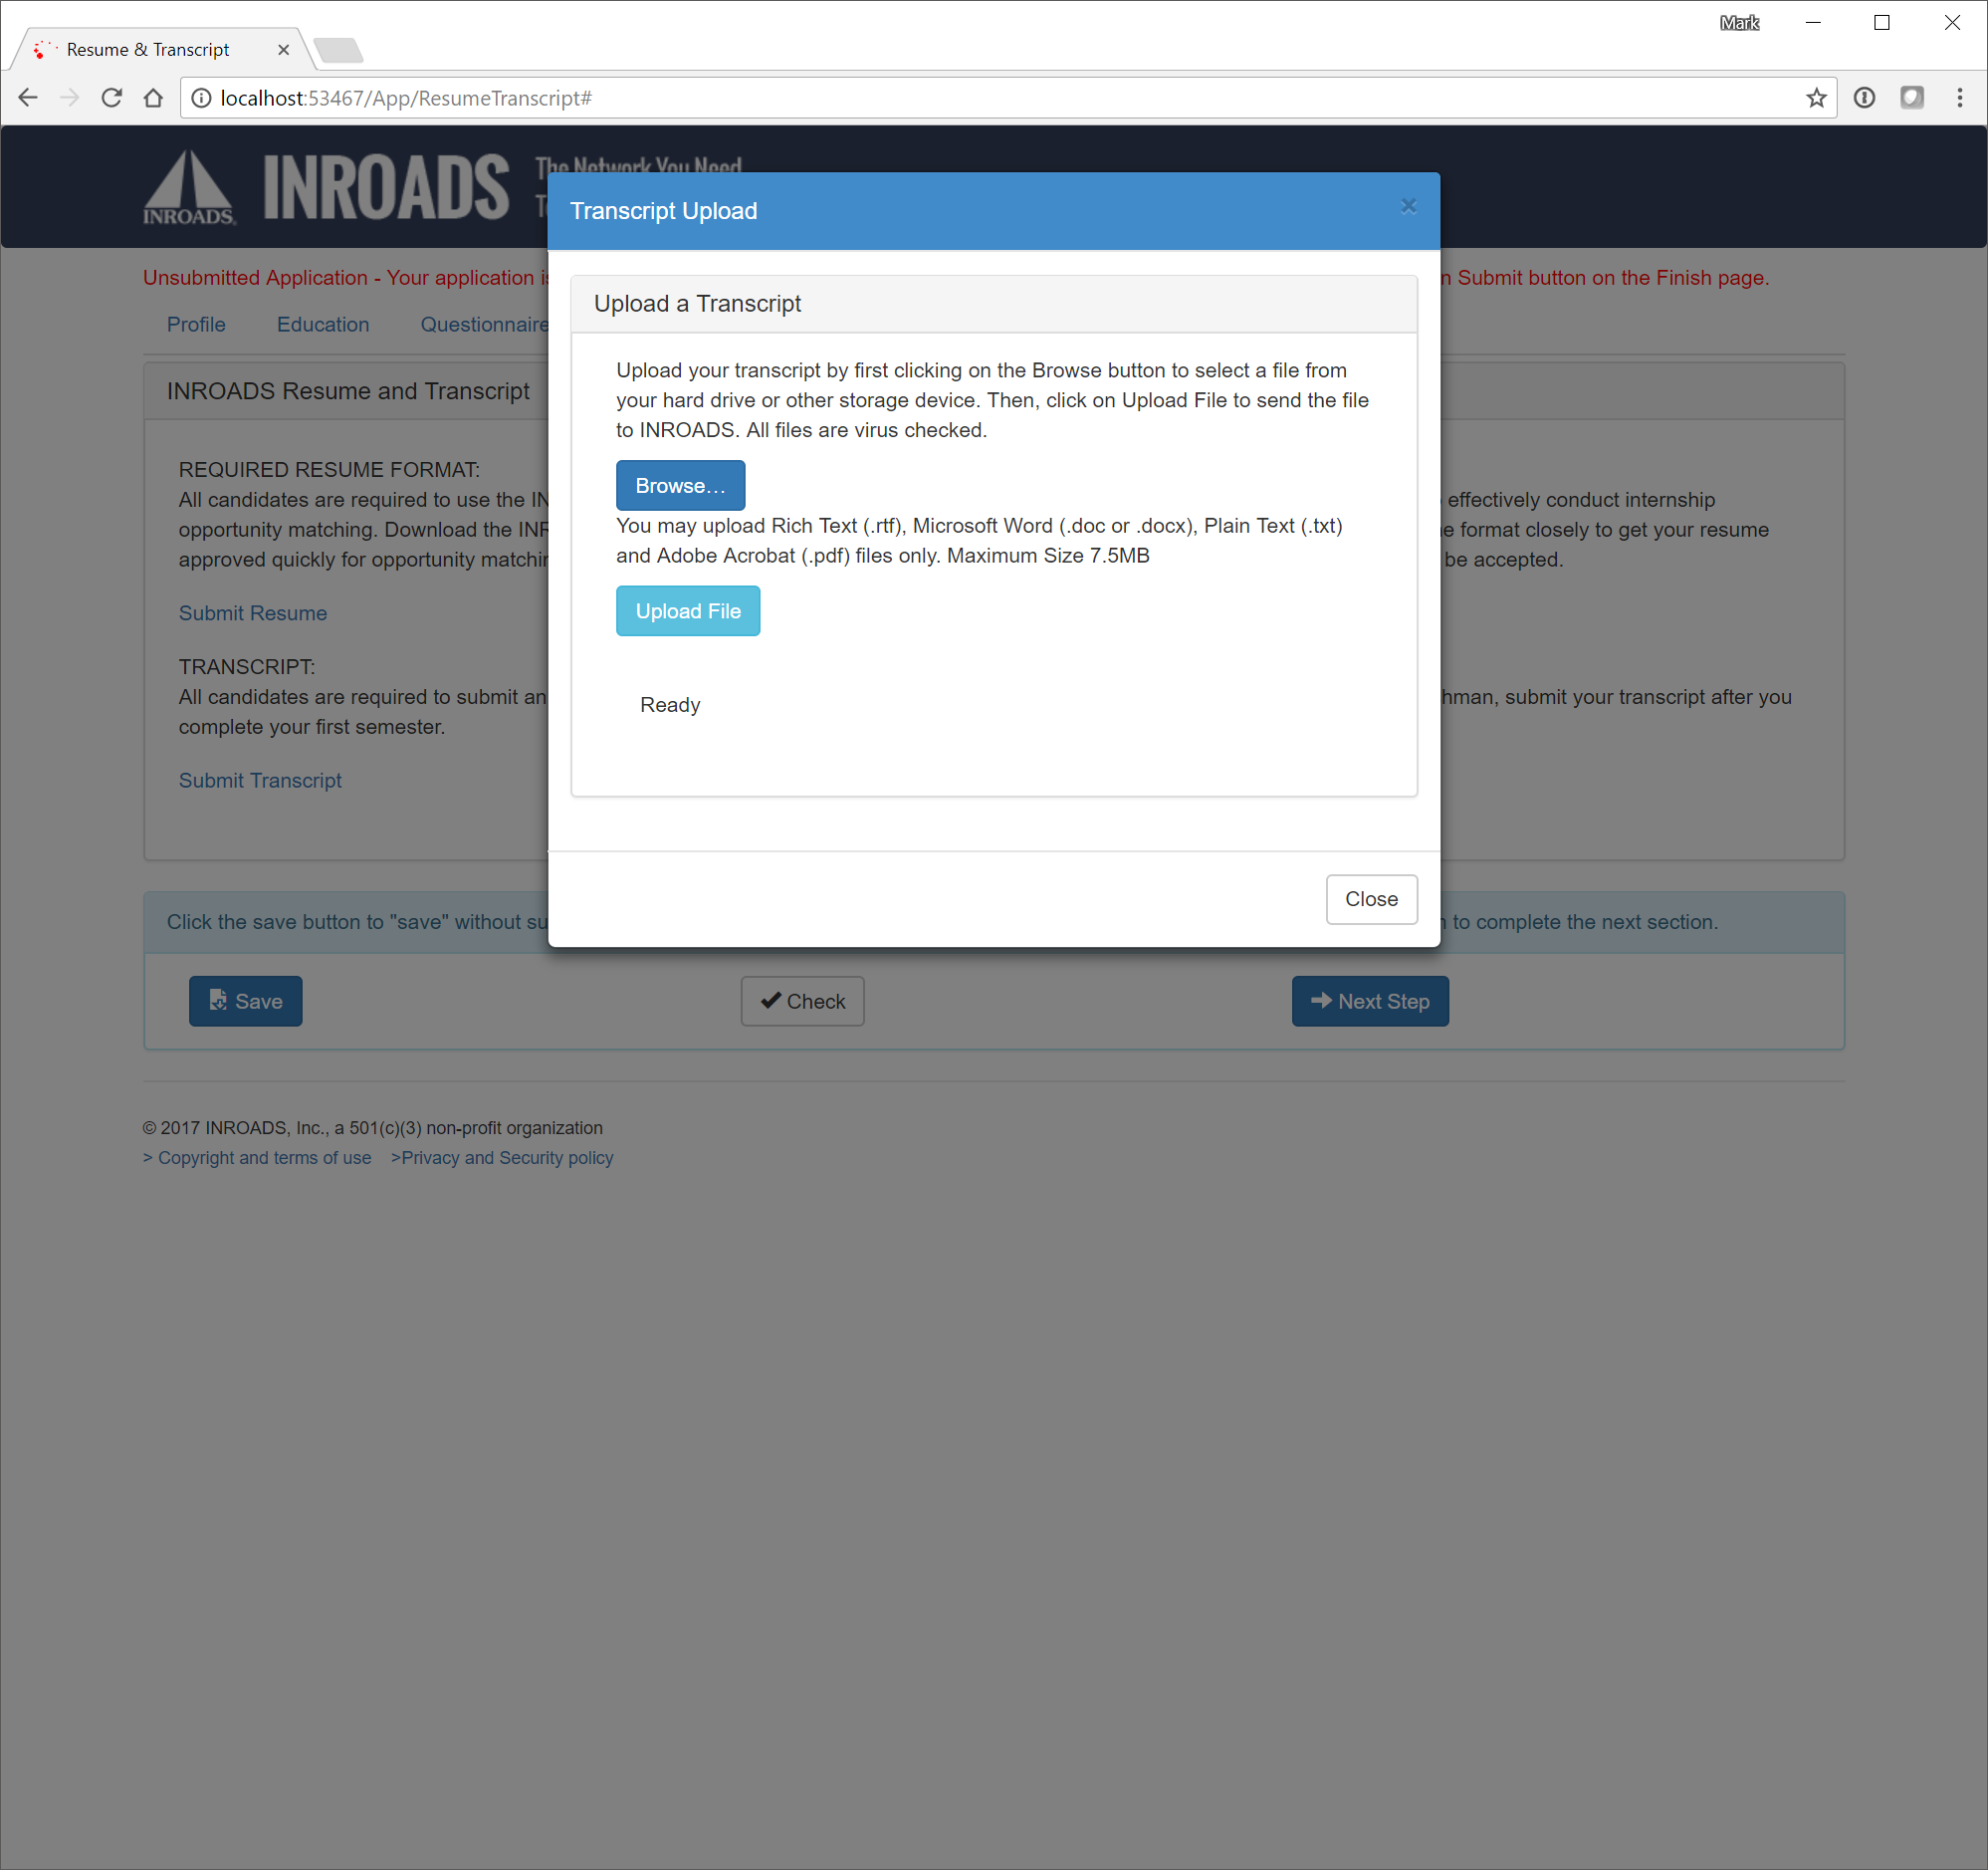 Mark
Resume & Transcript
localhost:53467/App/ResumeTranscript#
INROADS
INROADS
The Network You Need
Transcript Upload
Unsubmitted Application - Your application
Submit button on the Finish page.
Profile Education Questionnaire
Upload a Transcript
INROADS Resume and Transcript
Upload your transcript by first clicking on the Browse button to select a file from
your hard drive or other storage device. Then, click on Upload File to send the file
to INROADS. All files are virus checked.
Browse...
You may upload Rich Text (.rtf), Microsoft Word (.doc or .docx), Plain Text (.txt)
and Adobe Acrobat (.pdf) files only. Maximum Size 7.5MB
Upload File
Ready
Close
REQUIRED RESUME FORMAT:
All candidates are required to use the
effectively conduct internship
opportunity matching. Download the
format closely to get your resume
approved quickly for opportunity
be accepted.
Submit Resume
TRANSCRIPT:
All candidates are required to submit an
submit your transcript after you
complete your first semester.
Submit Transcript
Click the save button to "save" without
to complete the next section.
Save
Check
Next Step
© 2017 INROADS, Inc., a 501(c)(3) non-profit organization
> Copyright and terms of use >Privacy and Security policy